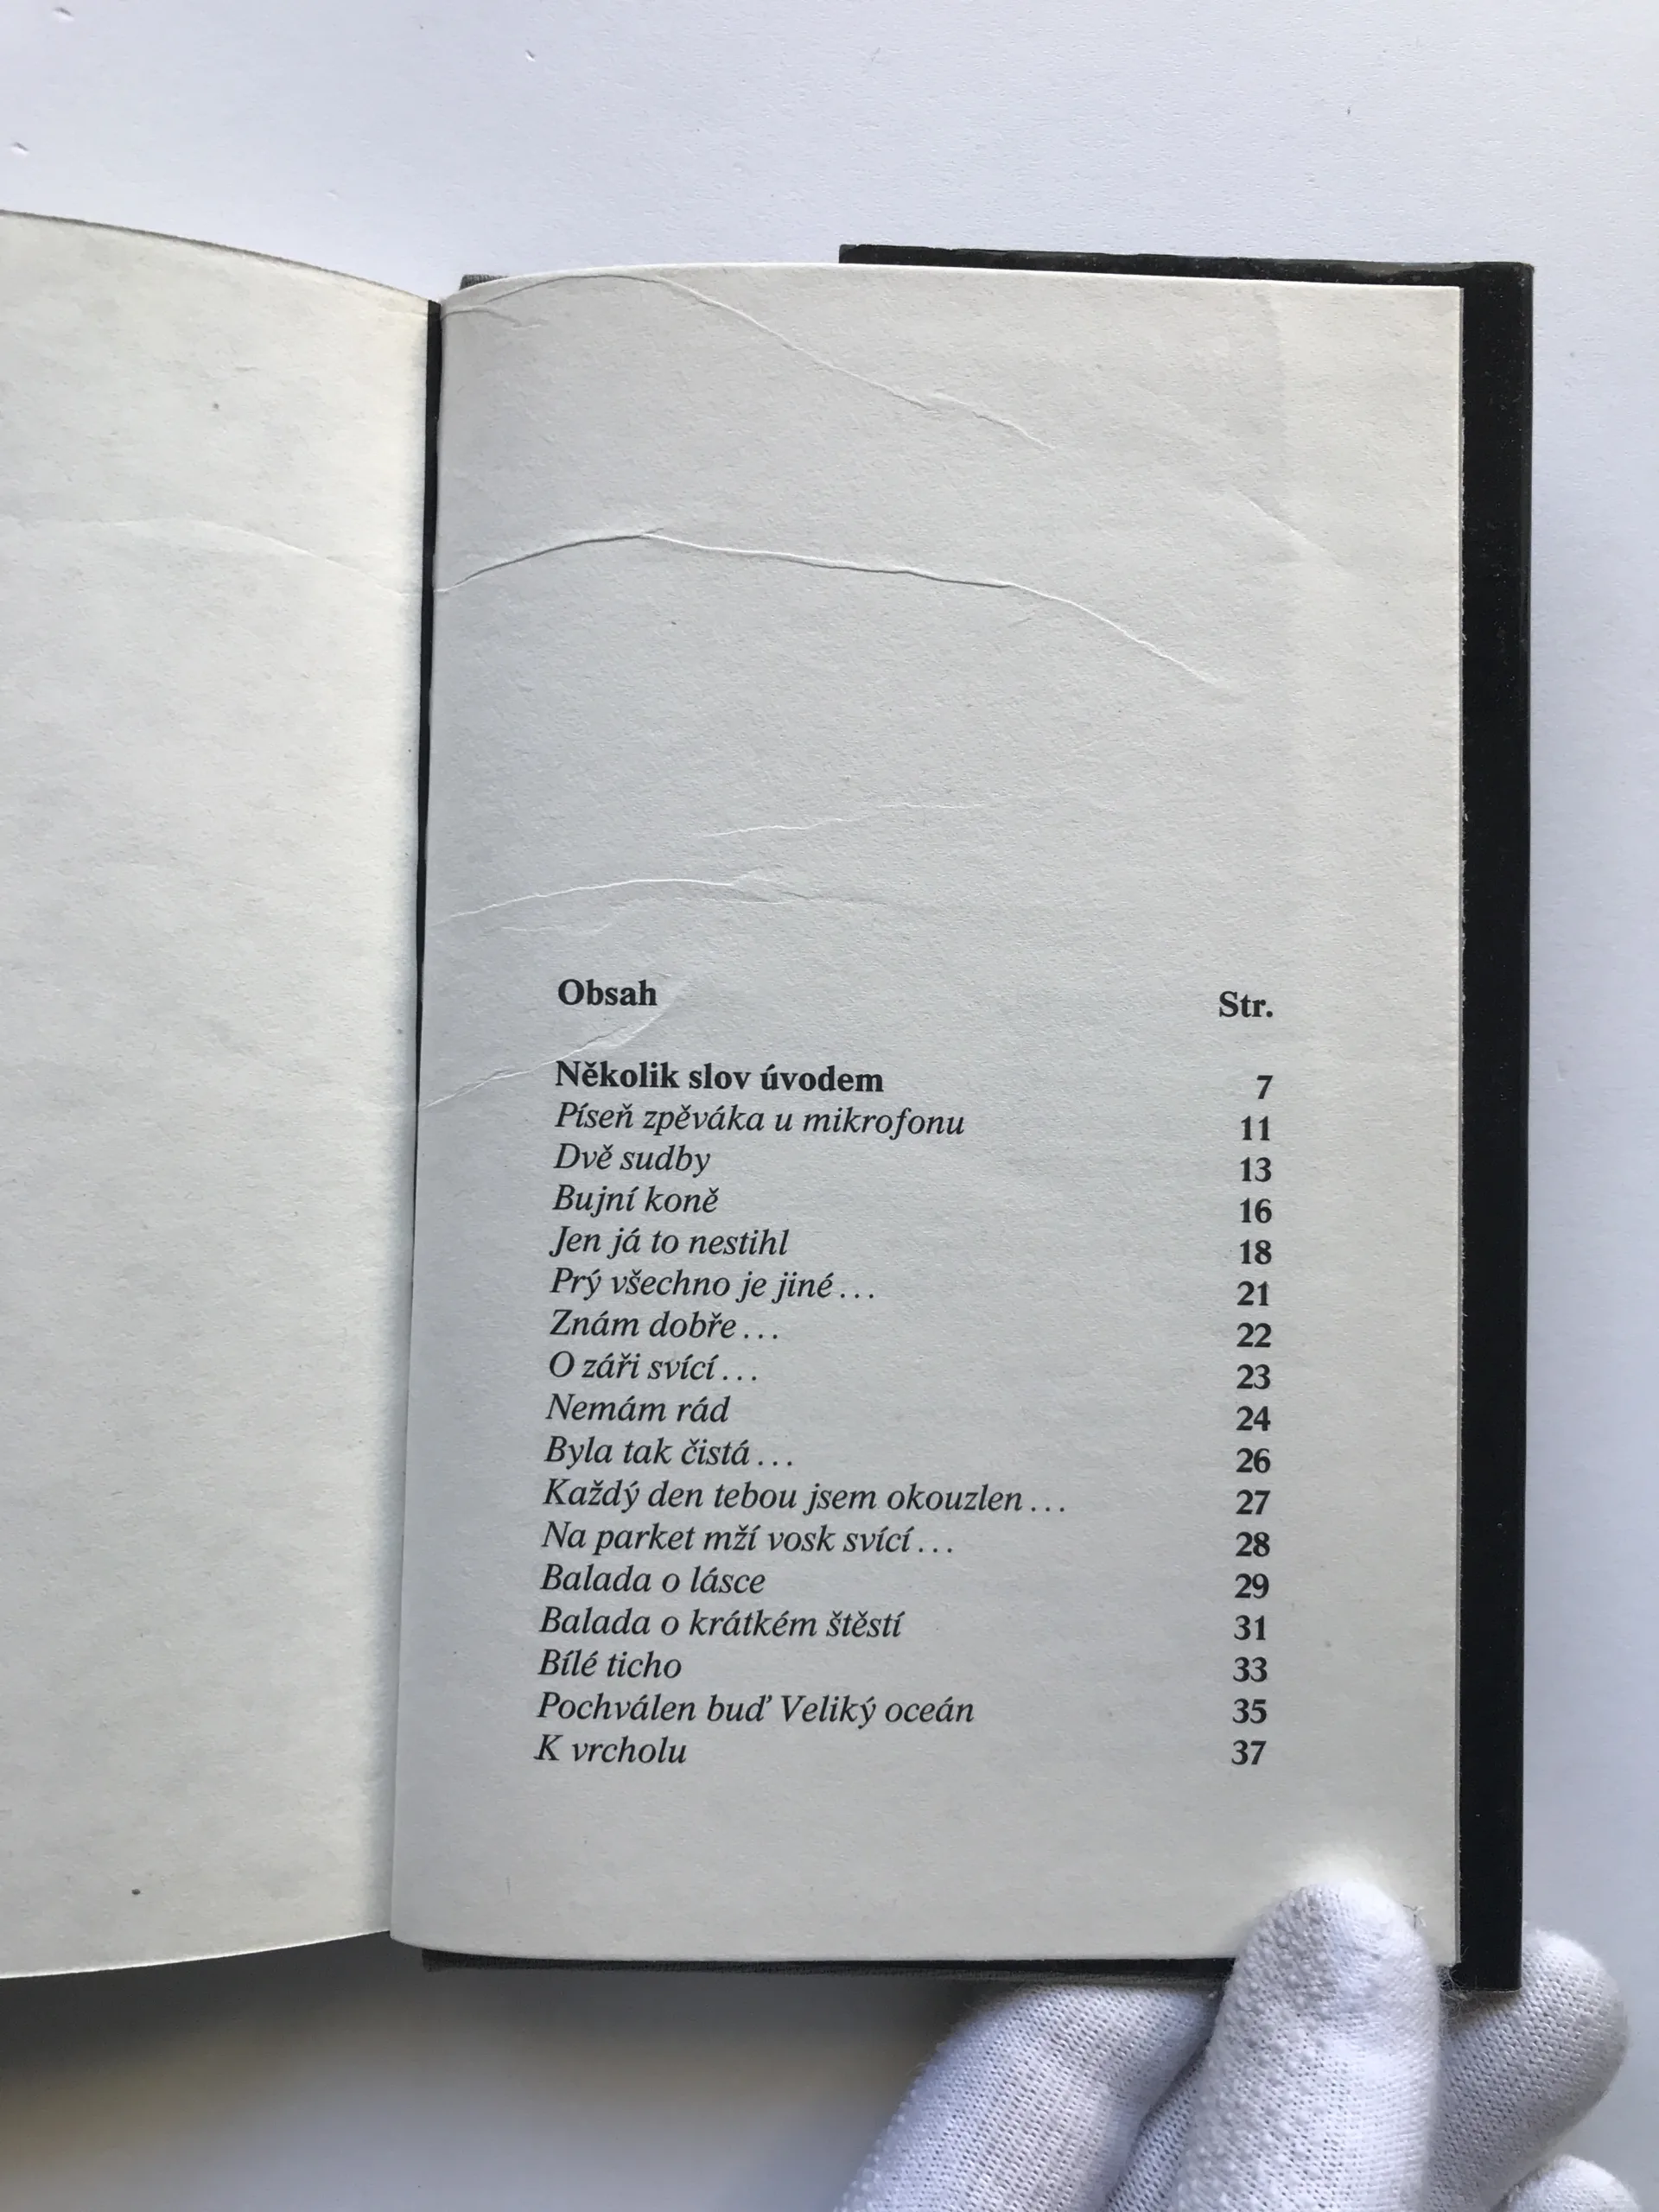 Obsah Str.
Několik slov úvodem 7
Píseň zpěváka u mikrofonu 11
Dvě sudby 13
Bujní koně 16
Jen já to nestihl 18
Prý všechno je jiné... 21
Znám dobře... 22
O záři svící... 23
Nemám rád 24
Byla tak čistá... 26
Každý den tebou jsem okouzlen... 27
Na parket mží vosk svící... 28
Balada o lásce 29
Balada o krátkém štěstí 31
Bílé ticho 33
Pochválen buď Veliký oceán 35
K vrcholu 37